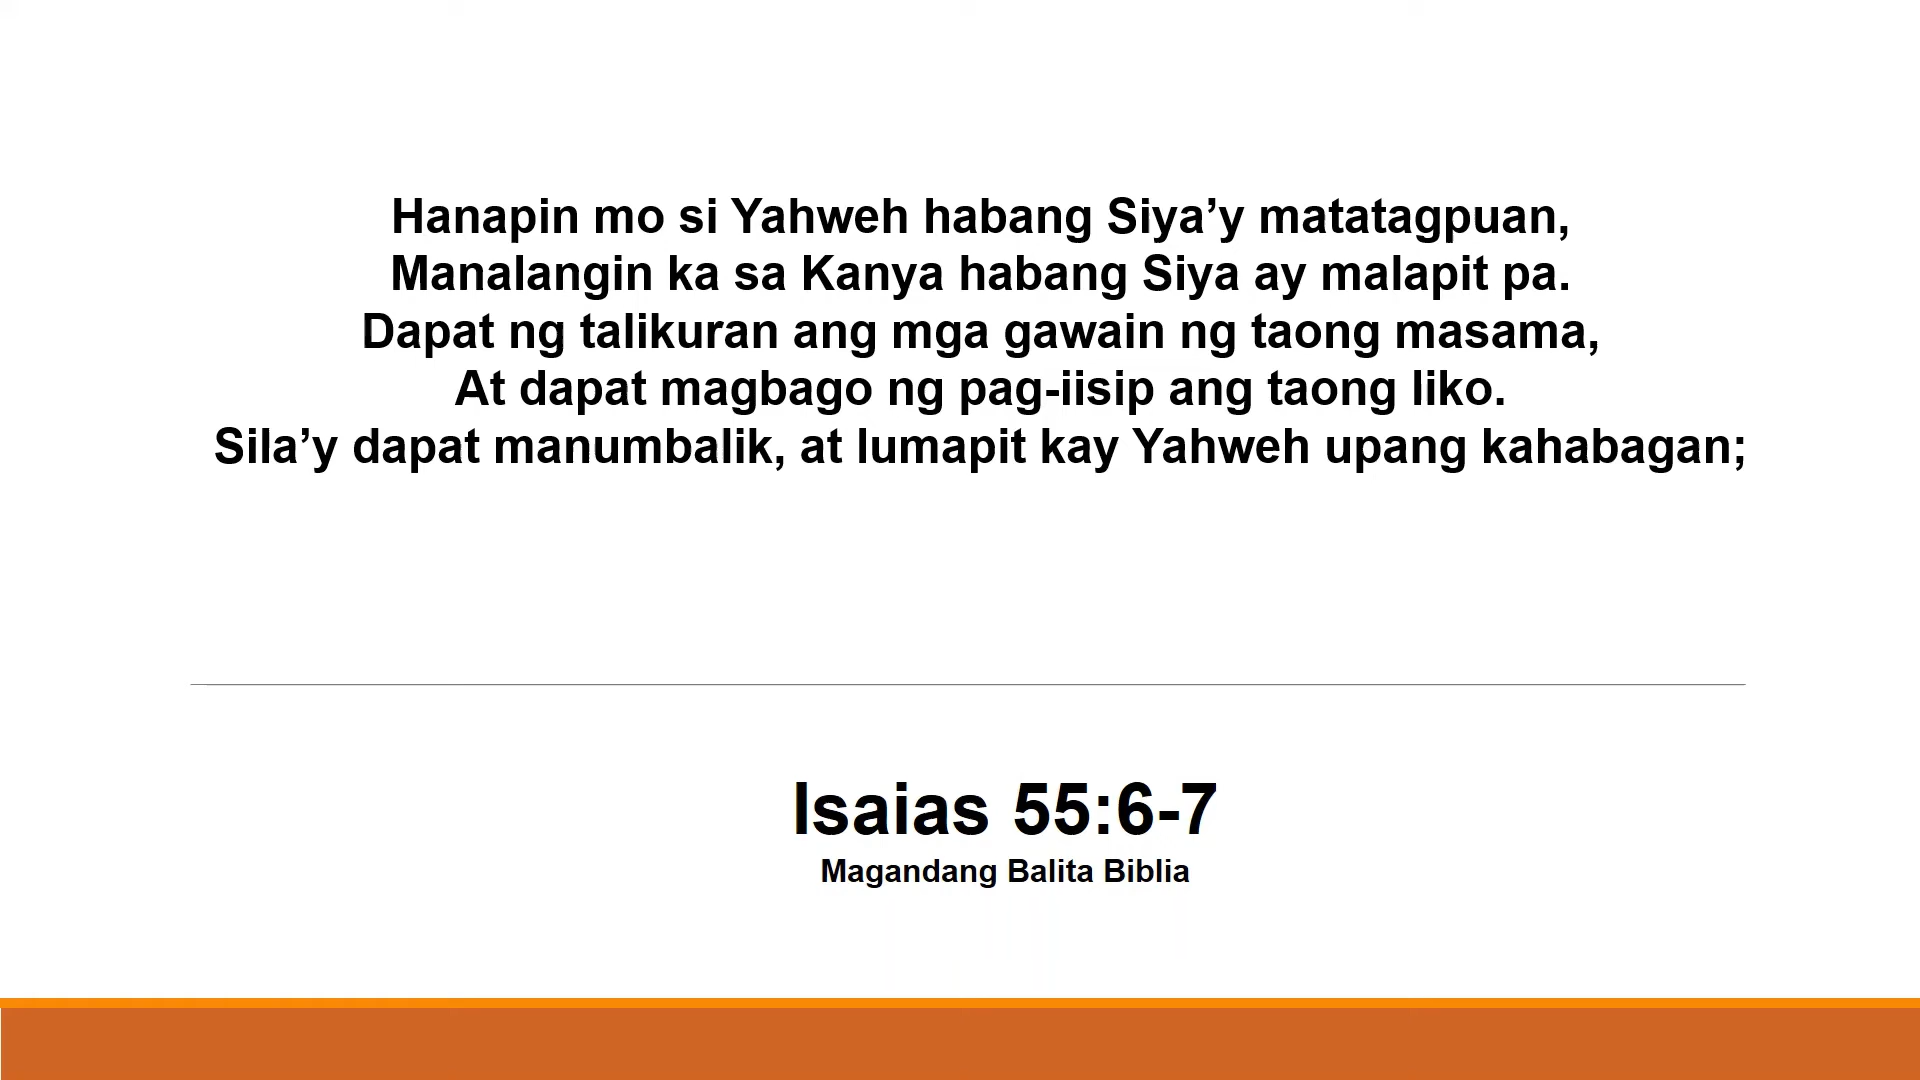 Hanapin mo si Yahweh habang Siya’y matatagpuan,
Manalangin ka sa Kanya habang Siya ay malapit pa.
Dapat ng talikuran ang mga gawain ng taong masama,
At dapat magbago ng pag-iisip ang taong liko.
Sila’y dapat manumbalik, at lumapit kay Yahweh upang kahabagan;
Isaias 55:6-7
Magandang Balita Biblia